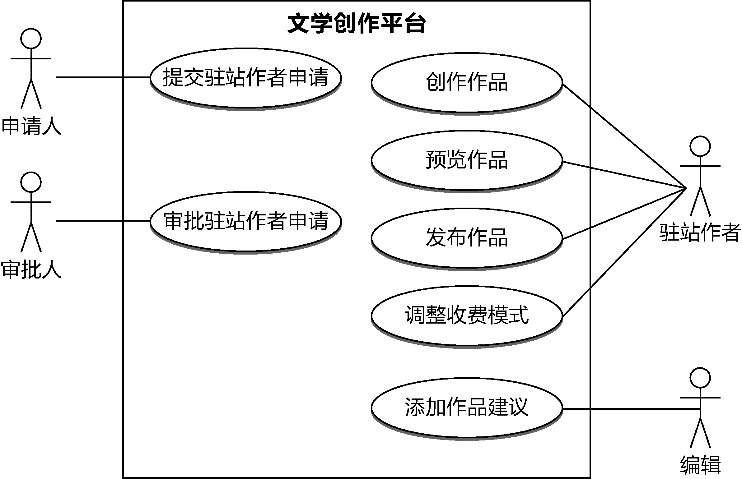 文学创作平台
提交驻站作者申请
创作作品
申请人
预览作品
审批驻站作者申请
发布作品
驻站作者
审批人
调整收费模式
添加作品建议
编辑